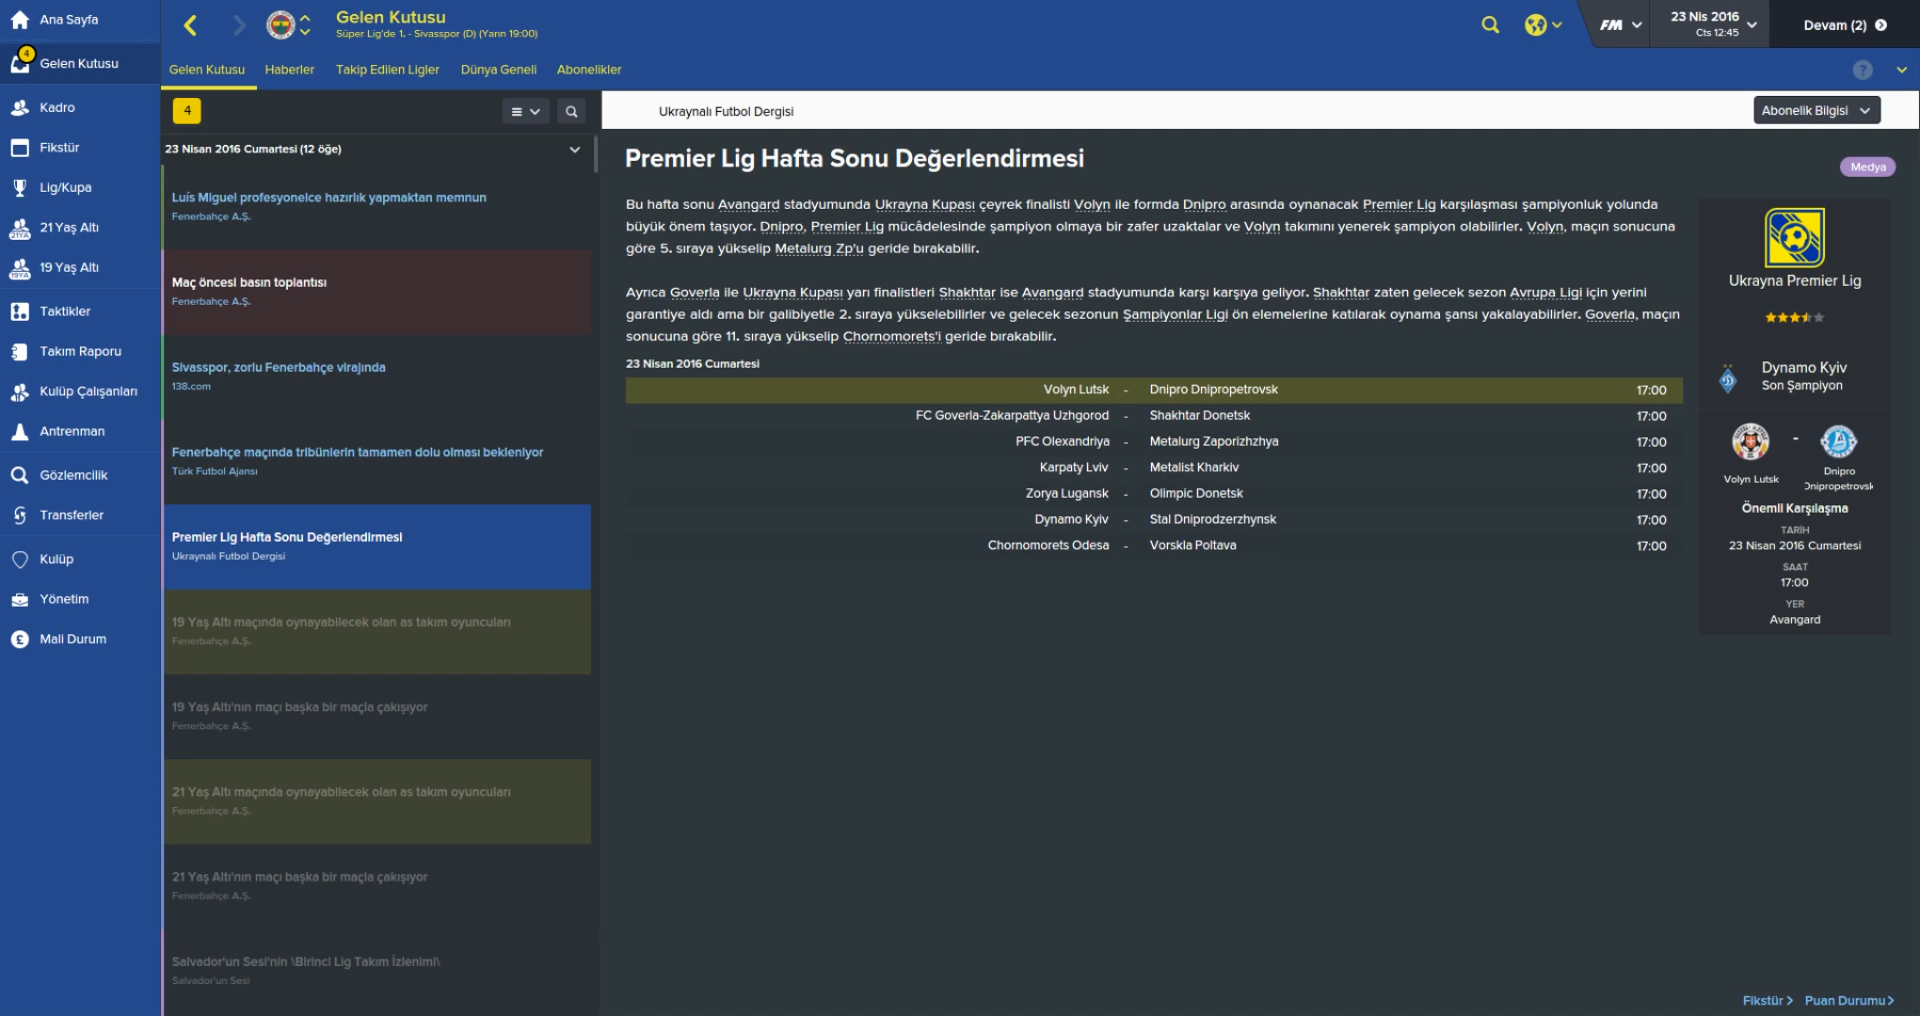 Ana Sayfa
4
Gelen Kutusu
Kadro
Fikstür
Lig/Kupa
21 Yaş Altı
19 Yaş Altı
Taktikler
Takım Raporu
Kulüp Çalışanları
Antrenman
Gözlemcilik
Transferler
Kulüp
Yönetim
Mali Durum
Gelen Kutusu
Süper Lig'de 1. - Sivasspor (D) (Yarın 19:00)
FM
23 Nis 2016
Cts 12:45
Devam (2)
Gelen Kutusu
Haberler
Takip Edilen Ligler
Dünya Geneli
Abonelikler
?
4
23 Nisan 2016 Cumartesi (12 öğe)
Luís Miguel profesyonelce hazırlık yapmaktan memnun
Fenerbahçe A.Ş.
Maç öncesi basın toplantısı
Fenerbahçe A.Ş.
Sivasspor, zorlu Fenerbahçe virajında
138.com
Fenerbahçe maçında tribünlerin tamamen dolu olması bekleniyor
Türk Futbol Ajansı
Premier Lig Hafta Sonu Değerlendirmesi
Ukraynalı Futbol Dergisi
19 Yaş Altı maçında oynayabilecek olan as takım oyuncuları
Fenerbahçe A.Ş.
19 Yaş Altı'nın maçı başka bir maçla çakışıyor
Fenerbahçe A.Ş.
21 Yaş Altı maçında oynayabilecek olan as takım oyuncuları
Fenerbahçe A.Ş.
21 Yaş Altı'nın maçı başka bir maçla çakışıyor
Fenerbahçe A.Ş.
Salvador'un Sesi'nin \Birinci Lig Takım İzlenimi\
Salvador'un Sesi
Ukraynalı Futbol Dergisi
Abonelik Bilgisi
Premier Lig Hafta Sonu Değerlendirmesi
Medya
Bu hafta sonu Avangard stadyumunda Ukrayna Kupası çeyrek finalisti Volyn ile formda Dnipro arasında oynanacak Premier Lig karşılaşması şampiyonluk yolunda
büyük önem taşıyor. Dnipro, Premier Lig mücâdelesinde şampiyon olmaya bir zafer uzaktalar ve Volyn takımını yenerek şampiyon olabilirler. Volyn, maçın sonucuna
göre 5. sıraya yükselip Metalurg Zp'u geride bırakabilir.
Ayrıca Goverla ile Ukrayna Kupası yarı finalistleri Shakhtar ise Avangard stadyumunda karşı karşıya geliyor. Shakhtar zaten gelecek sezon Avrupa Ligi için yerini
garantiye aldı ama bir galibiyetle 2. sıraya yükselebilirler ve gelecek sezonun Şampiyonlar Ligi ön elemelerine katılarak oynama şansı yakalayabilirler. Goverla, maçın
sonucuna göre 11. sıraya yükselip Chornomorets'i geride bırakabilir.
23 Nisan 2016 Cumartesi
Volyn Lutsk - Dnipro Dnipropetrovsk 17:00
FC Goverla-Zakarpattya Uzhgorod - Shakhtar Donetsk 17:00
PFC Olexandriya - Metalurg Zaporizhzhya 17:00
Karpaty Lviv - Metalist Kharkiv 17:00
Zorya Lugansk - Olimpic Donetsk 17:00
Dynamo Kyiv - Stal Dniprodzerzhynsk 17:00
Chornomorets Odesa - Vorskla Poltava 17:00
Ukrayna Premier Lig
Dynamo Kyiv
Son Şampiyon
-
Volyn Lutsk
Dnipro
Dnipropetrovsk
Önemli Karşılaşma
TARİH
23 Nisan 2016 Cumartesi
SAAT
17:00
YER
Avangard
Fikstür >
Puan Durumu >